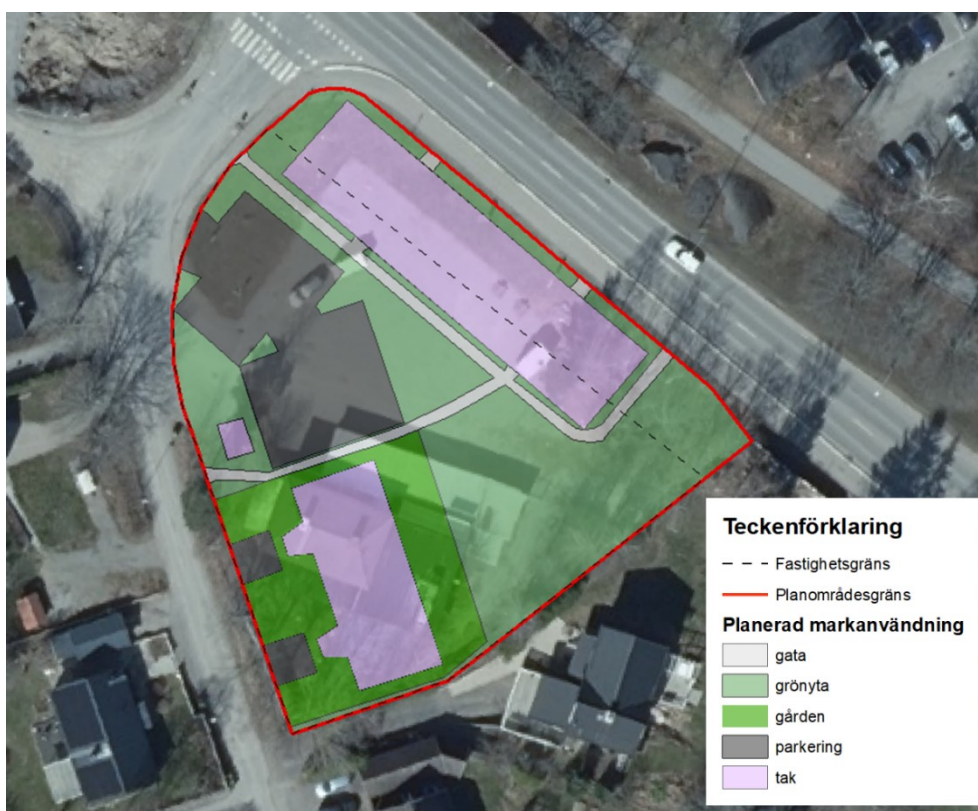 Teckenförklaring
Fastighetsgräns
Planområdesgräns
Planerad markanvändning
gata
grönyta
gården
parkering
tak